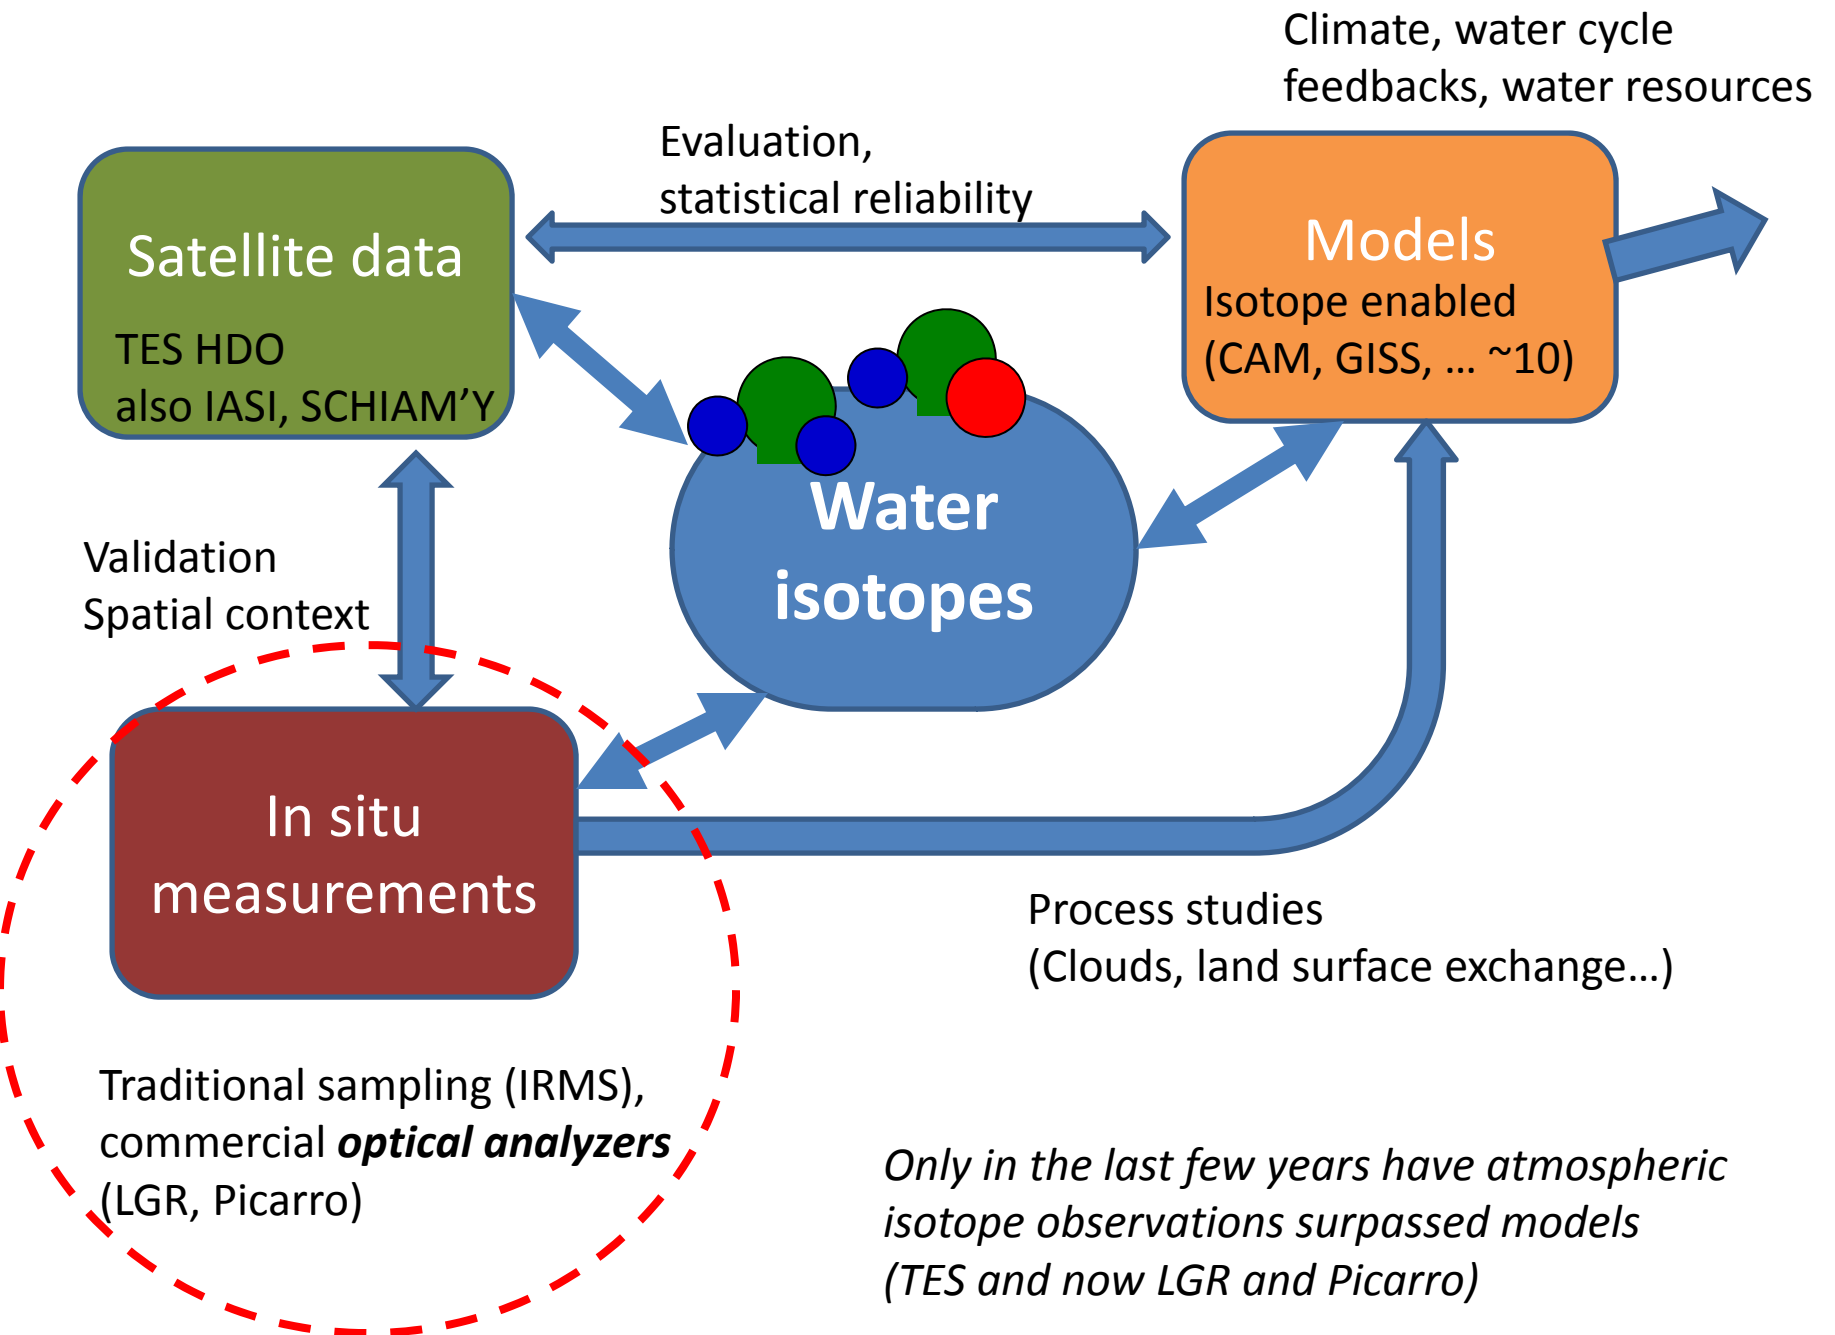 Climate, water cycle
feedbacks, water resources
Evaluation,
statistical reliability
Satellite data
TES HDO
also IASI, SCHIAM’Y
Models
Isotope enabled
(CAM, GISS, … ~10)
Water
isotopes
Validation
Spatial context
In situ
measurements
Process studies
(Clouds, land surface exchange…)
Traditional sampling (IRMS),
commercial optical analyzers
(LGR, Picarro)
Only in the last few years have atmospheric
isotope observations surpassed models
(TES and now LGR and Picarro)